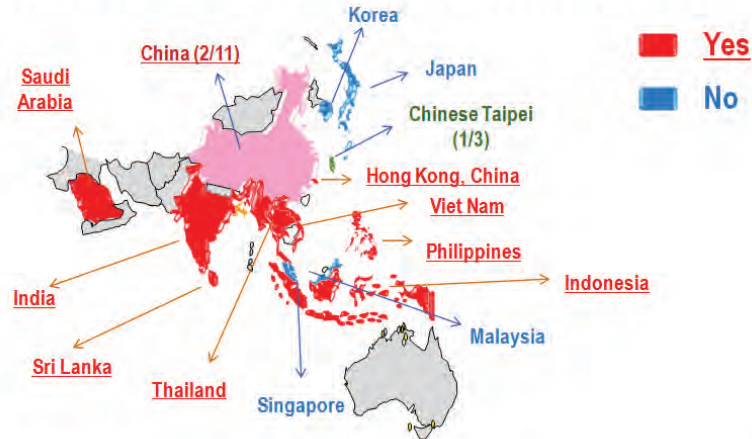 Korea
Yes
China (2/11)
Saudi
Arabia
Japan
No
Chinese Taipei
(1/3)
Hong Kong, China
Viet Nam
Philippines
India
Indonesia
Malaysia
Sri Lanka
Thailand
Singapore